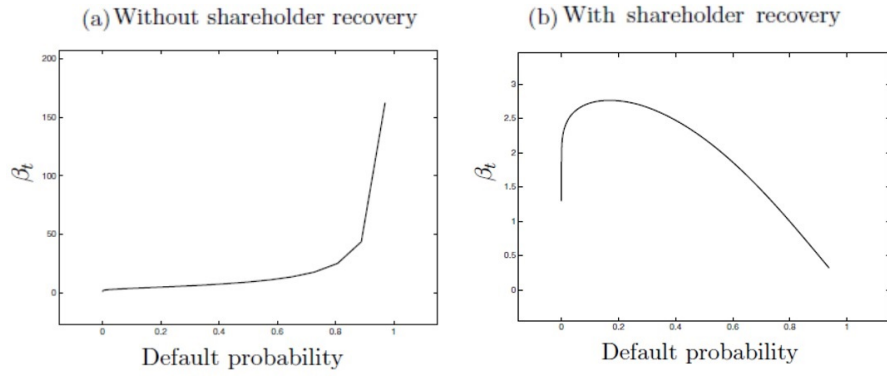 (a) Without shareholder recovery
200
150
100
50
0
0 0.2 0.4 0.6 0.8 1
βt
Default probability
(b) With shareholder recovery
3
2.5
2
1.5
1
0.5
0
0 0.2 0.4 0.6 0.8 1
βt
Default probability